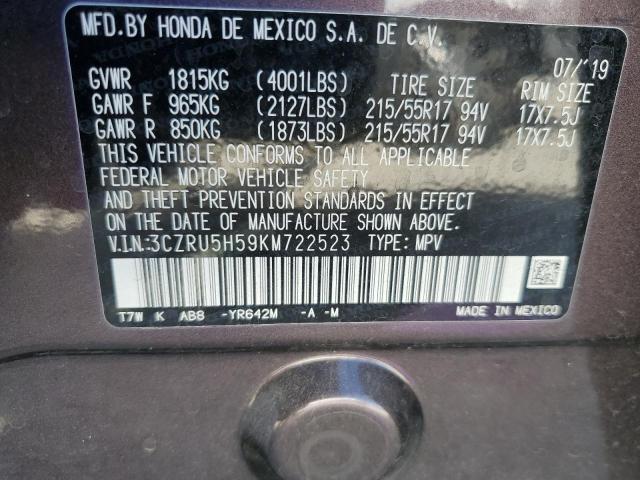 MFD.BY HONDA DE MEXICO S.A. DE C.V.
07/'19
GVWR 1815KG (4001LBS) TIRE SIZE RIM SIZE
GAWR F 965KG (2127LBS) 215/55R17 94V 17X7.5J
GAWR R 850KG (1873LBS) 215/55R17 94V 17X7.5J
THIS VEHICLE CONFORMS TO ALL APPLICABLE
FEDERAL MOTOR VEHICLE SAFETY
AND THEFT PREVENTION STANDARDS IN EFFECT
ON THE DATE OF MANUFACTURE SHOWN ABOVE.
V.I.N:3CZRU5H59KM722523 TYPE: MPV
T7W K AB8 -YR642M -A -M
MADE IN MEXICO